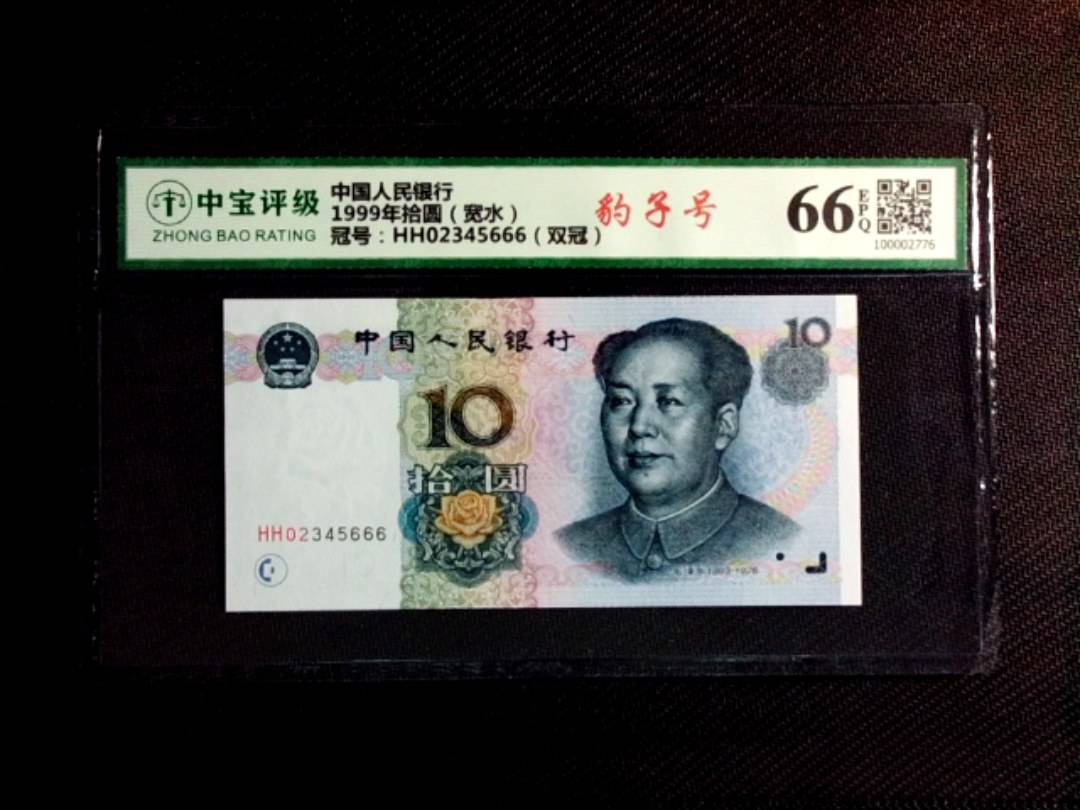 中宝评级
ZHONG BAO RATING
中国人民银行
1999年拾圆（宽水）
冠号：HH02345666（双冠）
豹子号
66
EPQ
100002776
中国人民银行
10
10
拾圆
HH02345666